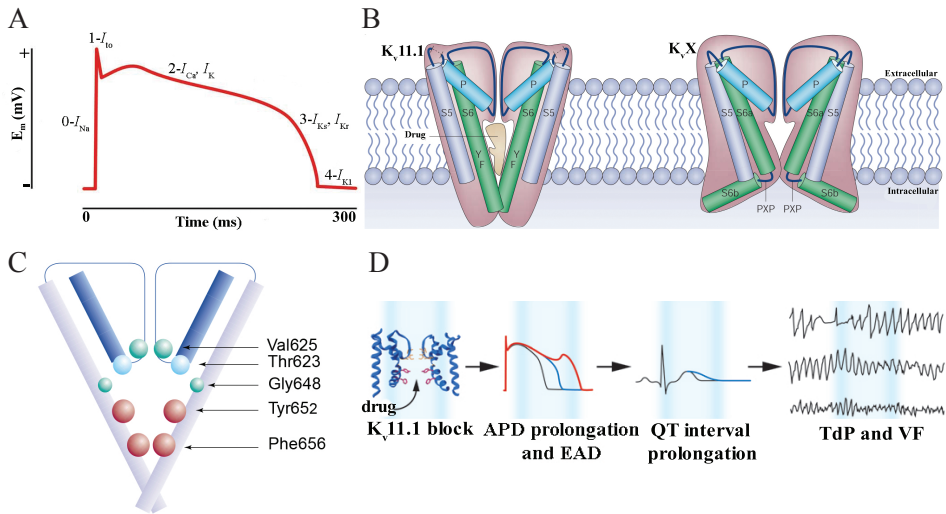 A
1-Ito
+
2-ICa, IK
Em (mV)
0-INa
3-IKs, IKr
-
4-IK1
0
300
Time (ms)
B
Kv11.1
KvX
Extracellular
P
P
P
P
S5
S6
S6
S5
S5
S6a
S6a
S5
Drug
Y
Y
F
F
Intracellular
S6b
S6b
PXP
PXP
C
Val625
Thr623
Gly648
Tyr652
Phe656
D
drug
Kv11.1 block
APD prolongation
and EAD
QT interval
prolongation
TdP and VF